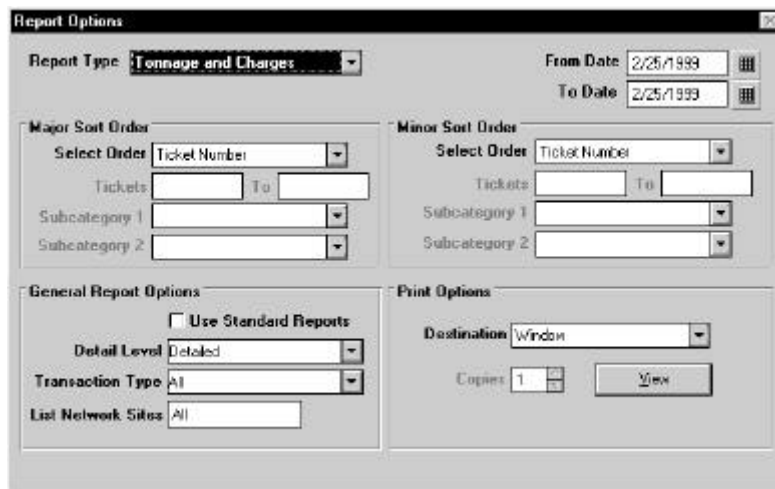 Report Options
Report Type Tonnage and Charges
From Date 2/25/1999
To Date 2/25/1999
Major Sort Order
Select Order Ticket Number
Tickets To
Subcategory 1
Subcategory 2
Minor Sort Order
Select Order Ticket Number
Tickets To
Subcategory 1
Subcategory 2
General Report Options
Use Standard Reports
Detail Level Detailed
Transaction Type All
List Network Sites All
Print Options
Destination Window
Copies 1 View